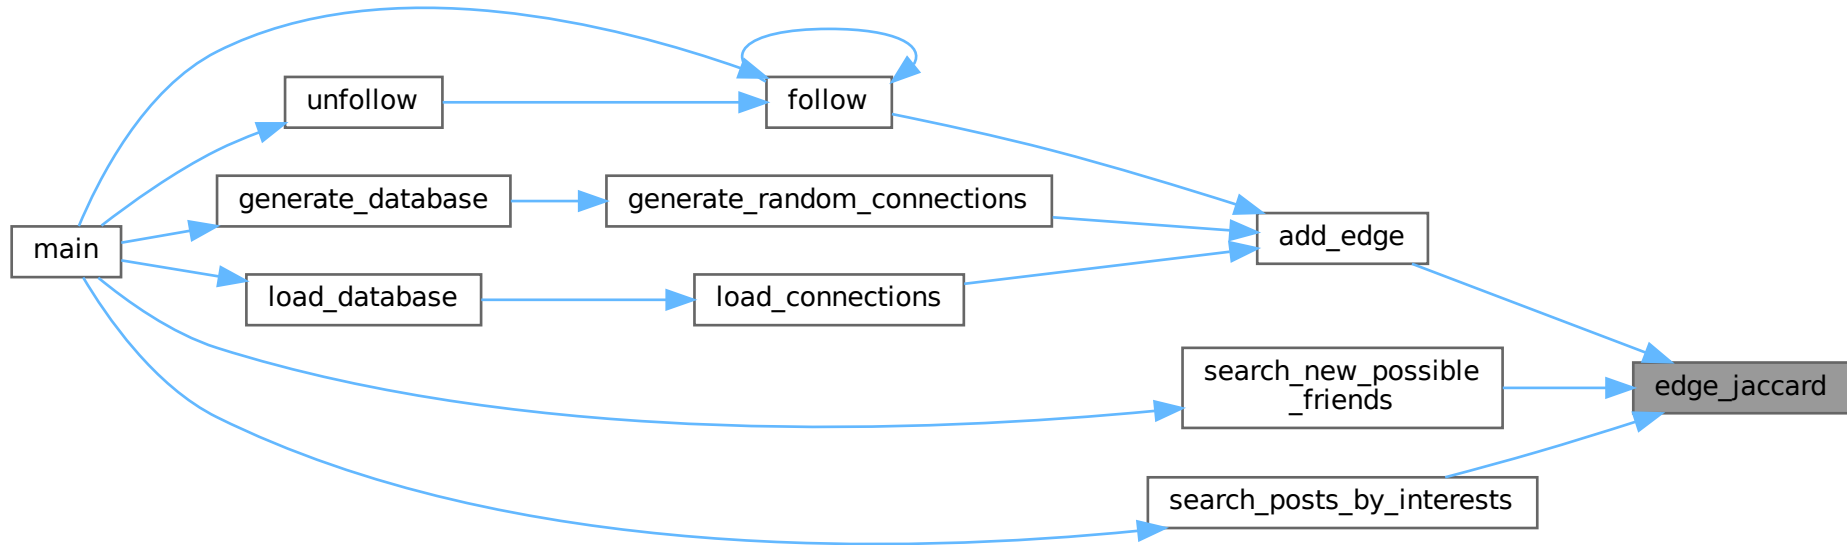 unfollow
follow
generate_database
generate_random_connections
main
add_edge
load_database
load_connections
search_new_possible
_friends
edge_jaccard
search_posts_by_interests